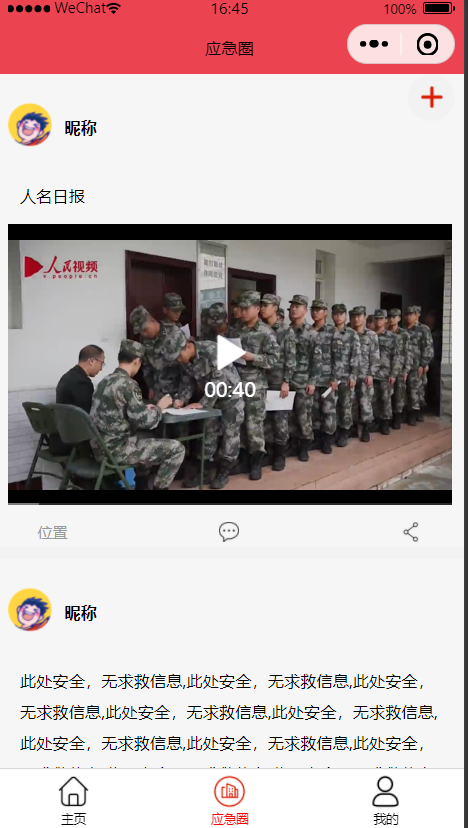 WeChat
16:45
100%
应急圈
昵称
人名日报
人民视频
v.people.cn
00:40
位置
昵称
此处安全，无求救信息,此处安全，无求救信息,此处安全，
无求救信息,此处安全，无求救信息,此处安全，无求救信息,
此处安全，无求救信息,此处安全，无求救信息,此处安全，
主页
应急圈
我的